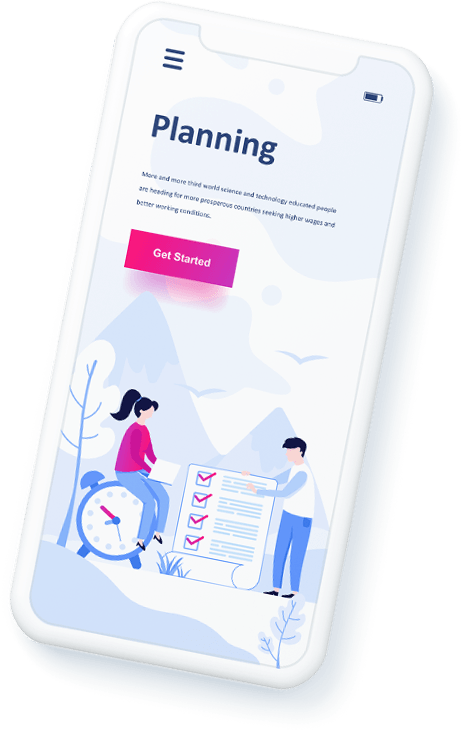 Planning
More and more third world science and technology educated people
are heading for more prosperous countries seeking higher wages and
better working conditions.
Get Started